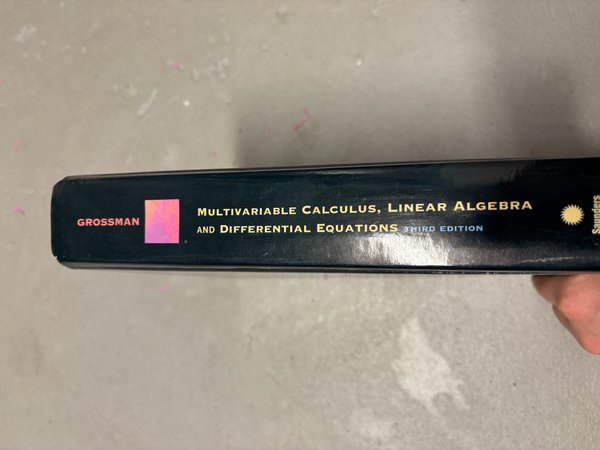 GROSSMAN
MULTIVARIABLE CALCULUS, LINEAR ALGEBRA
AND DIFFERENTIAL EQUATIONS THIRD EDITION
Saunders